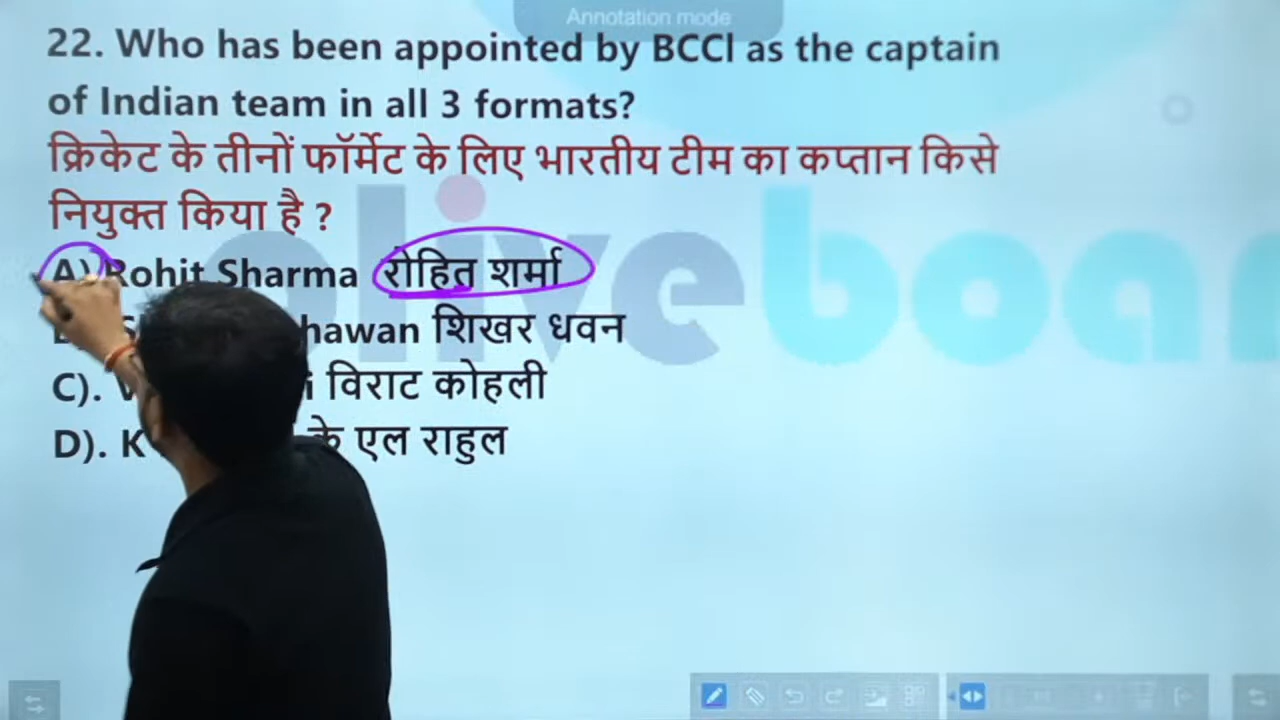 Annotation mode
22. Who has been appointed by BCCI as the captain
of Indian team in all 3 formats?
क्रिकेट के तीनों फॉर्मेट के लिए भारतीय टीम का कप्तान किसे
नियुक्त किया है ?
A) Rohit Sharma रोहित शर्मा
hawan शिखर धवन
C). V i विराट कोहली
D). K के एल राहुल
oliveboar